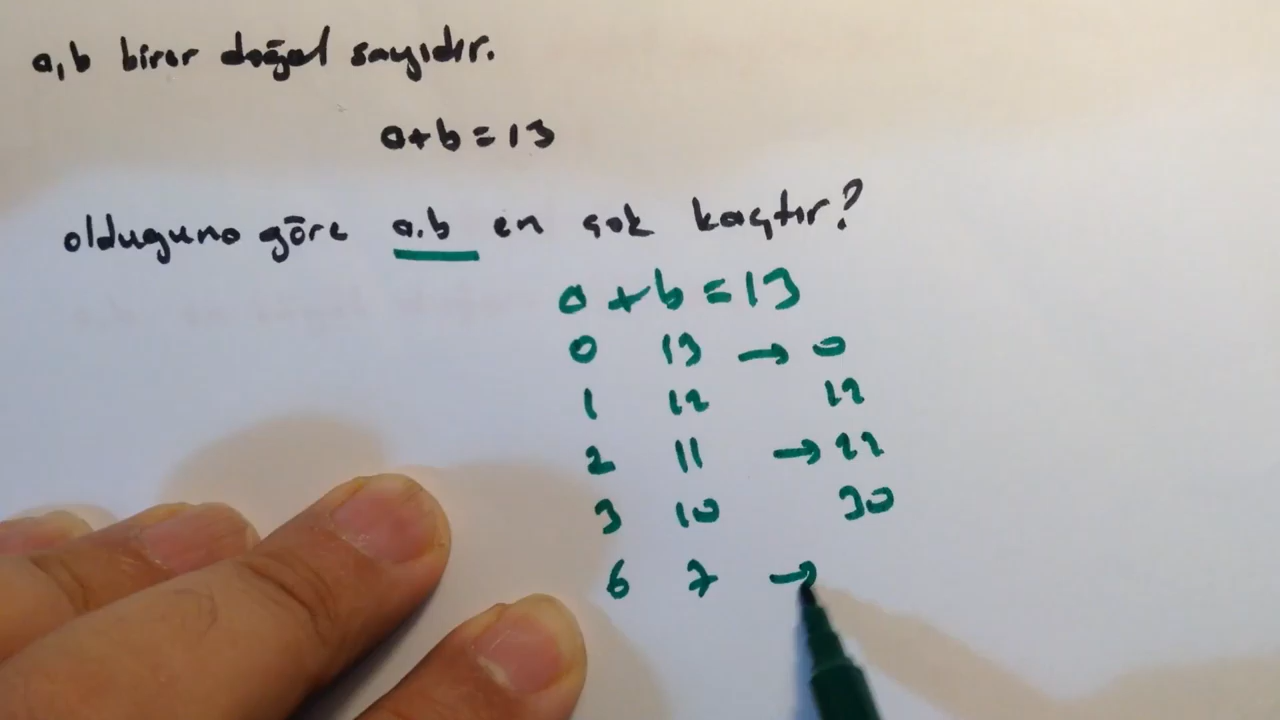 a, b birer doğal sayıdır.
a+b=13
olduguna göre a.b en çok kaçtır?
a+b=13
0 13 → 0
1 12 12
2 11 → 22
3 10 30
6 7 →